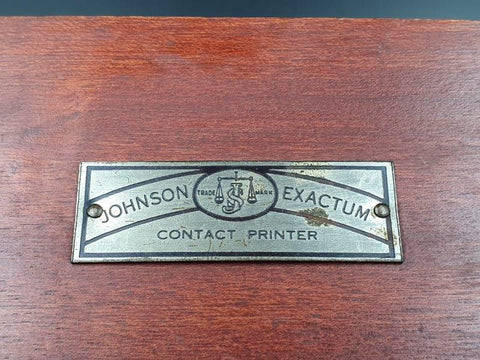 JOHNSON EXACTUM
TRADE MARK
CONTACT PRINTER